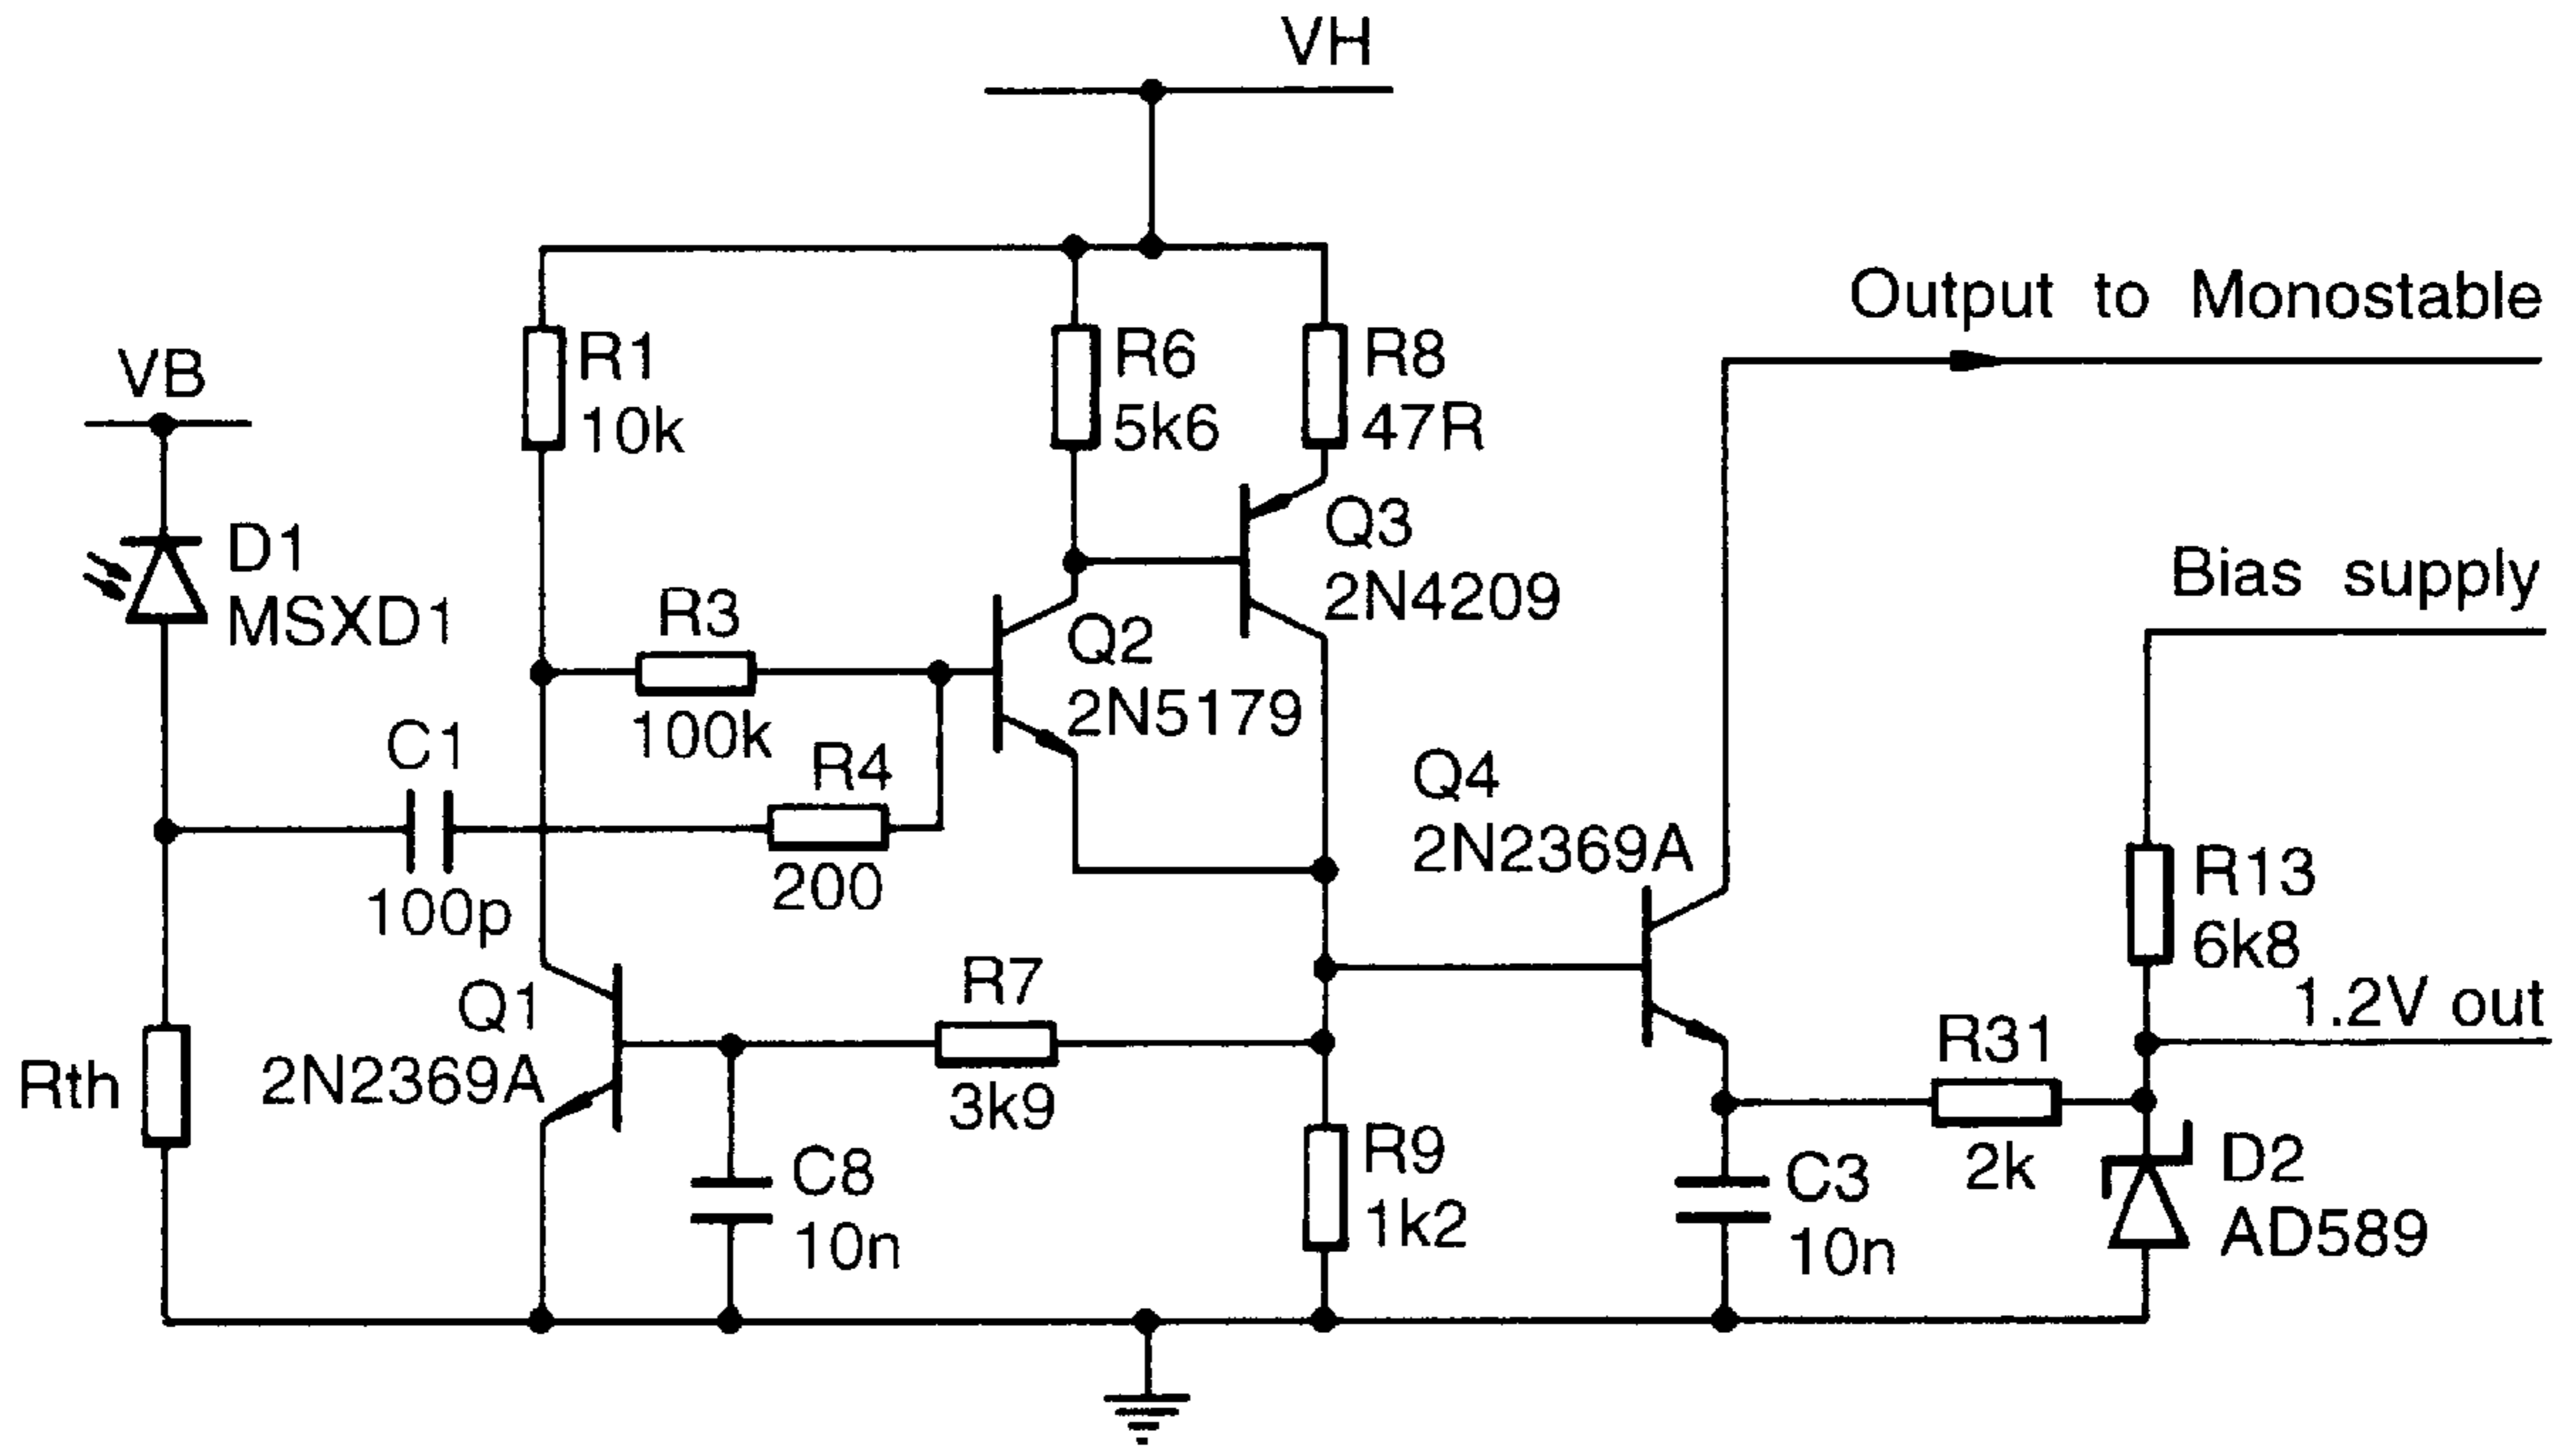 VH
Output to Monostable
VB
R1
10k
R6
5k6
R8
47R
D1
MSXD1
Q3
2N4209
Bias supply
R3
100k
Q2
2N5179
C1
100p
R4
200
Q4
2N2369A
R13
6k8
1.2V out
Q1
2N2369A
R7
3k9
R31
2k
Rth
C8
10n
R9
1k2
C3
10n
D2
AD589